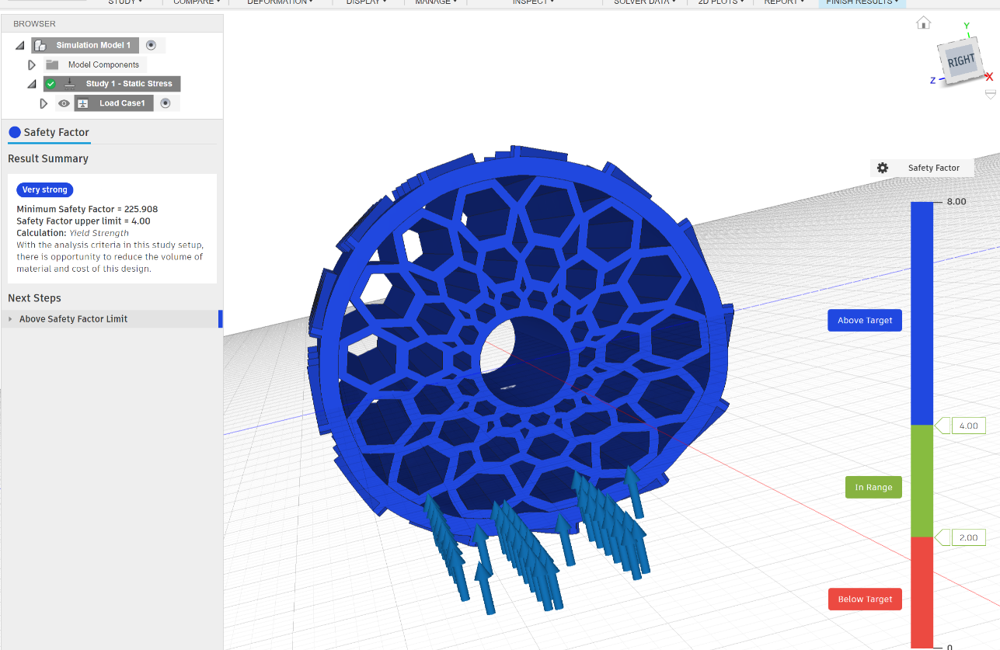 STUDY
COMPARE
DEFORMATION
DISPLAY
MANAGE
INSPECT
SOLVER DATA
2D PLOTS
REPORT
FINISH RESULTS
BROWSER
Simulation Model 1
Model Components
Study 1 - Static Stress
Load Case1
Safety Factor
Result Summary
Very strong
Minimum Safety Factor = 225.908
Safety Factor upper limit = 4.00
Calculation: Yield Strength
With the analysis criteria in this study setup,
there is opportunity to reduce the volume of
material and cost of this design.
Next Steps
Above Safety Factor Limit
Y
RIGHT
Z
X
Safety Factor
8.00
Above Target
4.00
In Range
2.00
Below Target
0